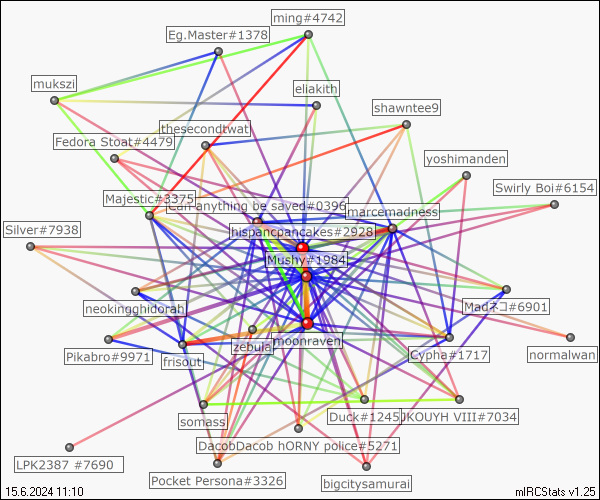 ming#4742
Eg.Master#1378
mukszi
eliakith
shawntee9
thesecondtwat
Fedora Stoat#4479
yoshimanden
Swirly Boi#6154
Majestic#3375
Can anything be saved#0396
marcemadness
Silver#7938
hispancpancakes#2928
Mushy#1984
neokingghidorah
Madネコ#6901
Pikabro#9971
frisout
zebula
moonraven
Cypha#1717
normalwan
somass
Duck#1245
JKOUYH VIII#7034
DacobDacob hORNY police#5271
LPK2387 #7690
Pocket Persona#3326
bigcitysamurai
15.6.2024 11:10
mIRCStats v1.25